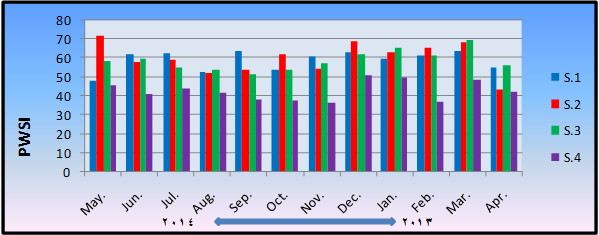 80
70
60
50
40
30
20
10
0
PWSI
May. Jun. Jul. Aug. Sep. Oct. Nov. Dec. Jan. Feb. Mar. Apr.
٢٠١٤ ٢٠١٣
S.1
S.2
S.3
S.4